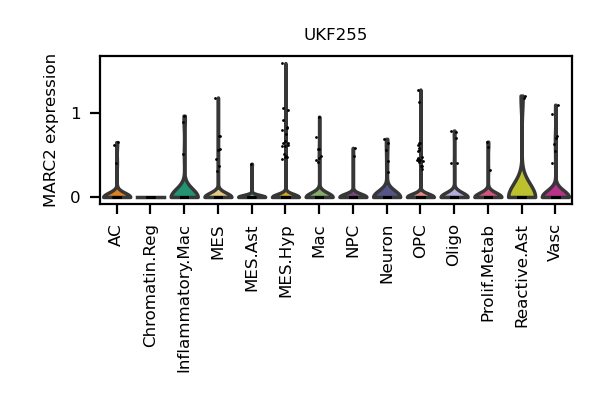 UKF255
MARC2 expression
1
0
AC
Chromatin.Reg
Inflammatory.Mac
MES
MES.Ast
MES.Hyp
Mac
NPC
Neuron
OPC
Oligo
Prolif.Metab
Reactive.Ast
Vasc